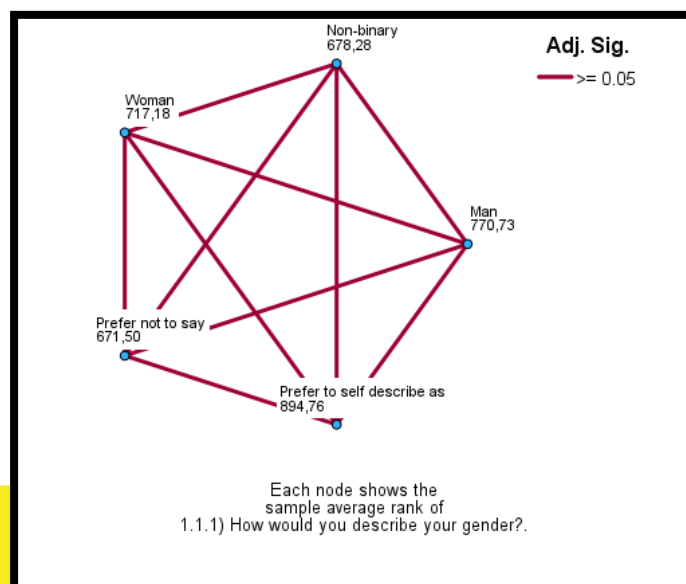 Non-binary
678,28
Adj. Sig.
>= 0.05
Woman
717,18
Man
770,73
Prefer not to say
671,50
Prefer to self describe as
894,76
Each node shows the
sample average rank of
1.1.1) How would you describe your gender?.